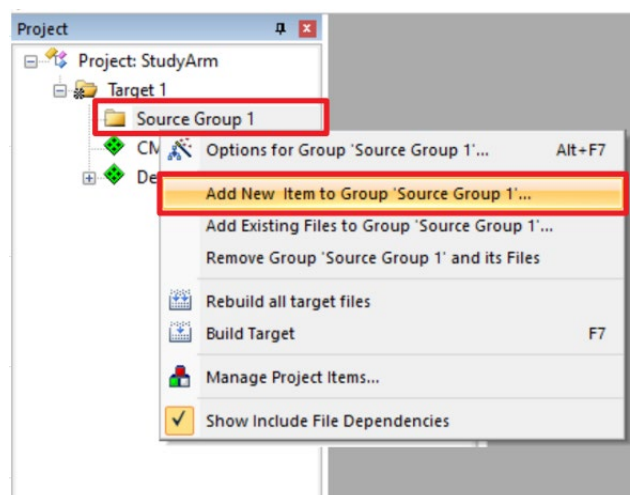 Project
Project: StudyArm
Target 1
Source Group 1
CM
De
Options for Group 'Source Group 1'... Alt+F7
Add New Item to Group 'Source Group 1'...
Add Existing Files to Group 'Source Group 1'...
Remove Group 'Source Group 1' and its Files
Rebuild all target files
Build Target F7
Manage Project Items...
Show Include File Dependencies